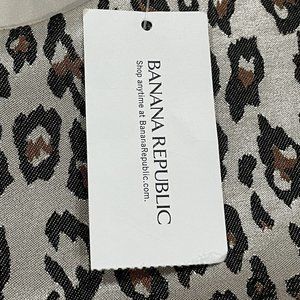 BANANA REPUBLIC
Shop anytime at BananaRepublic.com.